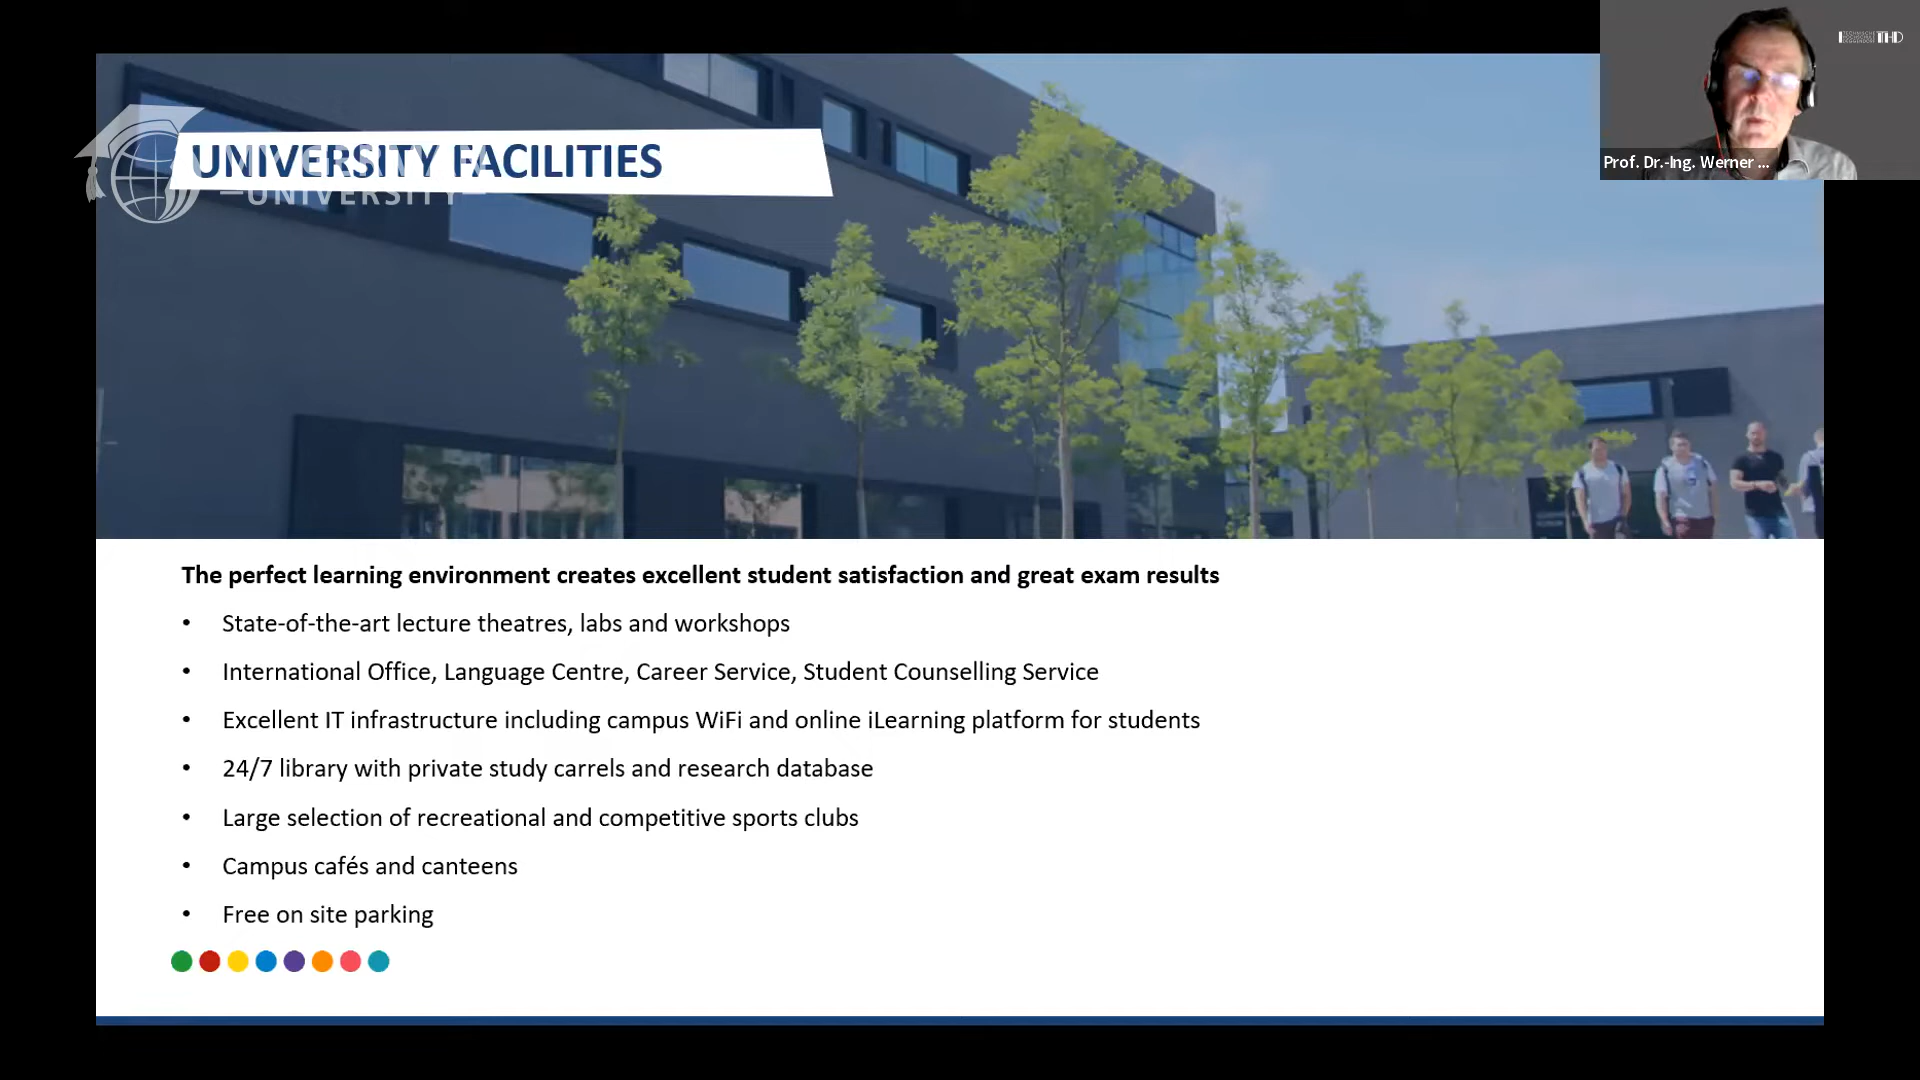 UNIVERSITY FACILITIES
UNIVERSITY
THD
Prof. Dr.-Ing. Werner ...
The perfect learning environment creates excellent student satisfaction and great exam results
• State-of-the-art lecture theatres, labs and workshops
• International Office, Language Centre, Career Service, Student Counselling Service
• Excellent IT infrastructure including campus WiFi and online iLearning platform for students
• 24/7 library with private study carrels and research database
• Large selection of recreational and competitive sports clubs
• Campus cafés and canteens
• Free on site parking